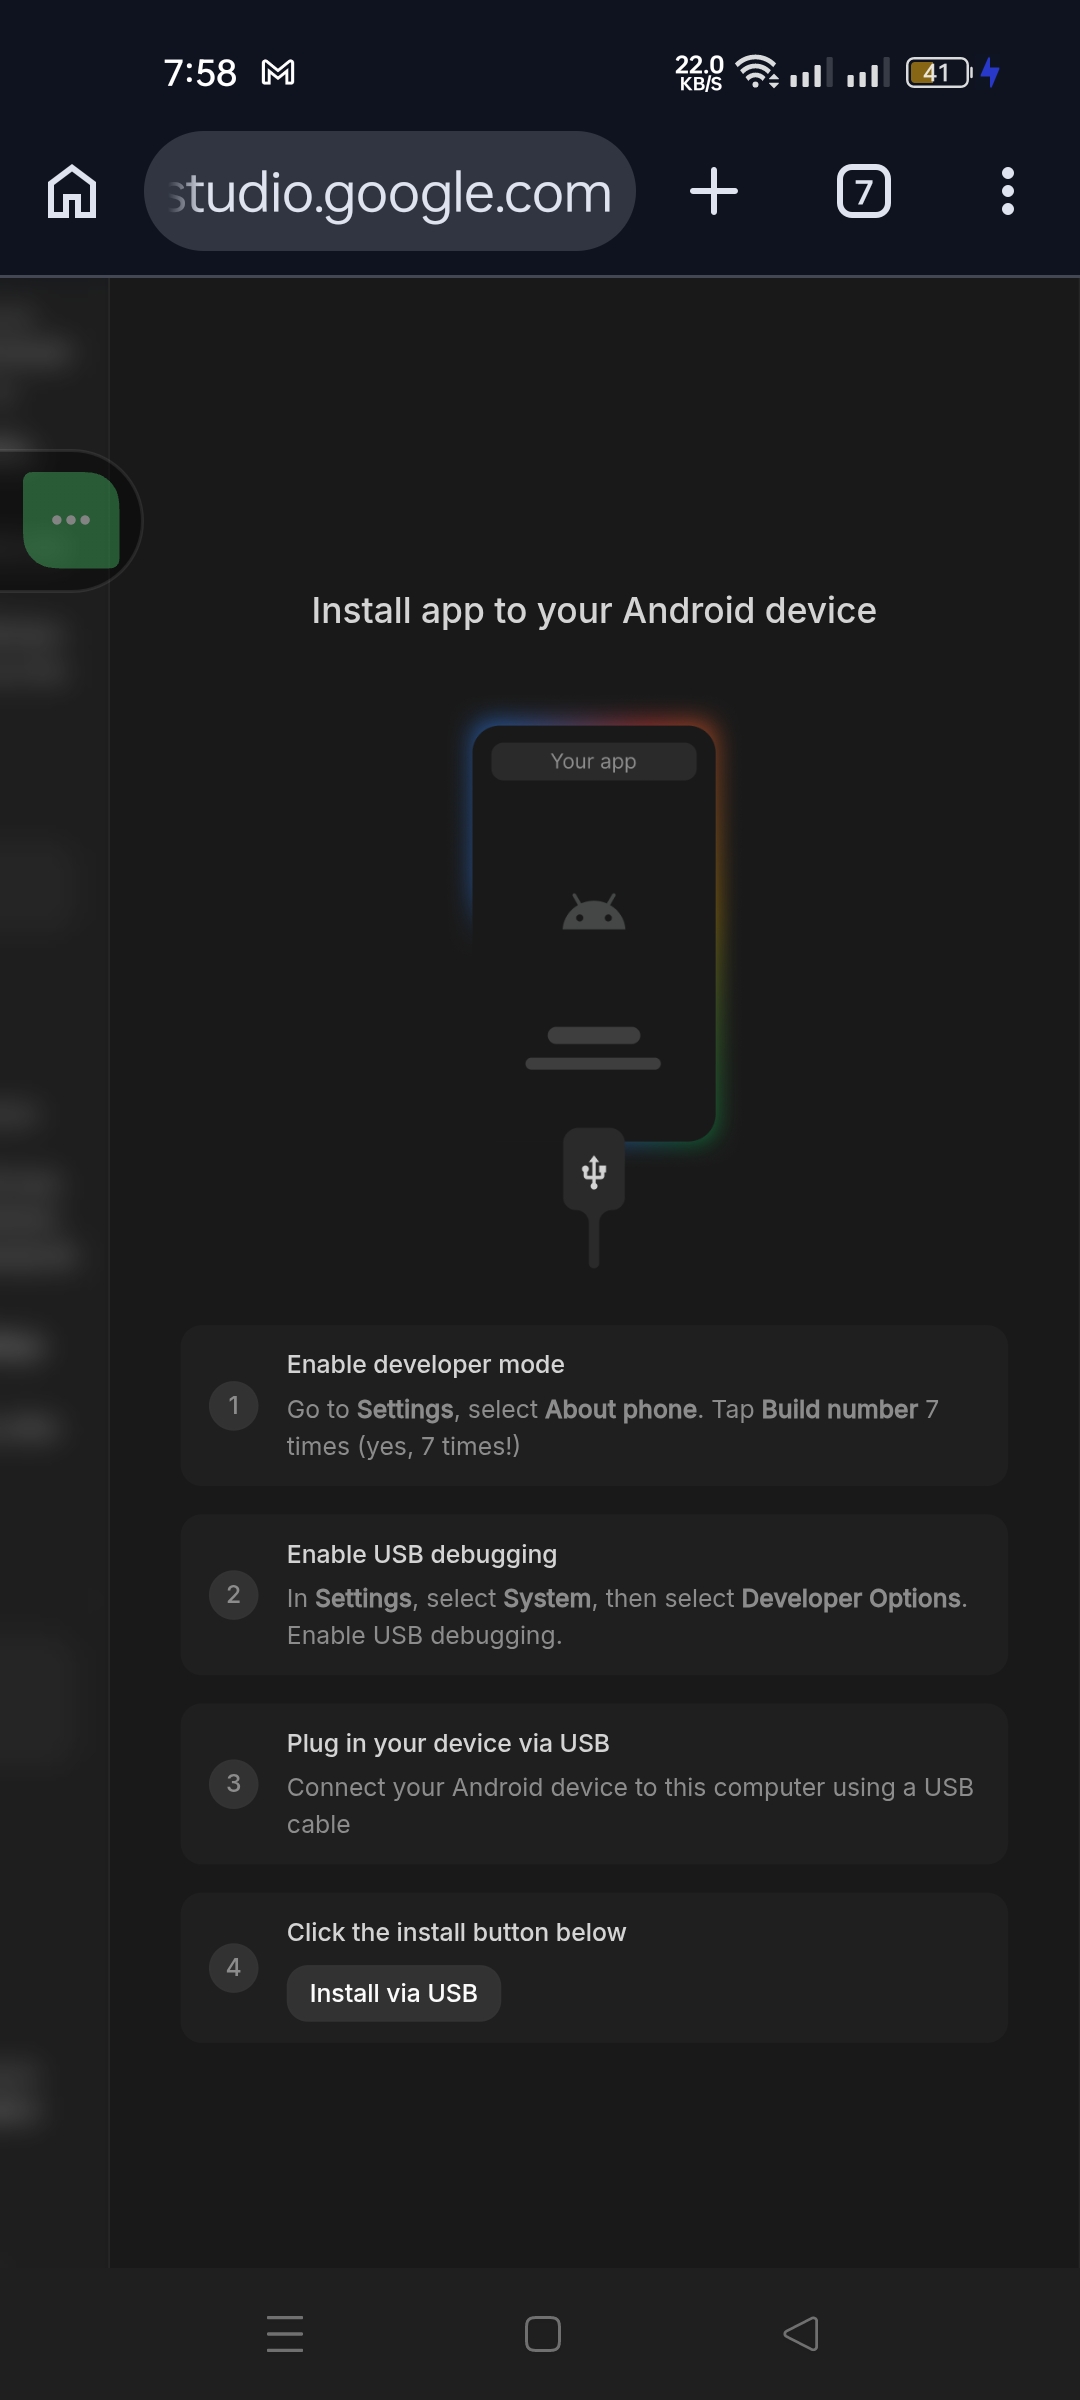 7:58
22.0
KB/S
41
studio.google.com
7
Install app to your Android device
Your app
1
Enable developer mode
Go to Settings, select About phone. Tap Build number 7
times (yes, 7 times!)
2
Enable USB debugging
In Settings, select System, then select Developer Options.
Enable USB debugging.
3
Plug in your device via USB
Connect your Android device to this computer using a USB
cable
4
Click the install button below
Install via USB